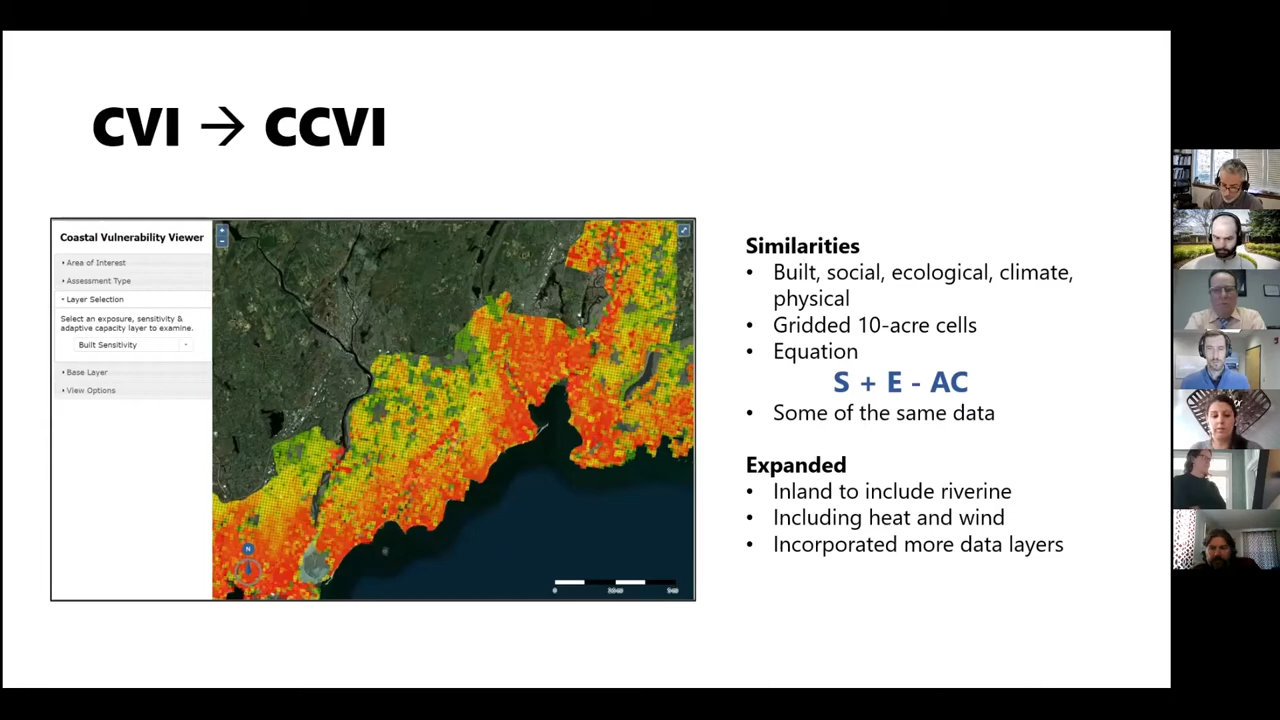 CVI → CCVI
Coastal Vulnerability Viewer
Area of Interest
Assessment Type
Layer Selection
Select an exposure, sensitivity &
adaptive capacity layer to examine.
Built Sensitivity
Base Layer
View Options
+
-
N
0
Similarities
• Built, social, ecological, climate,
physical
• Gridded 10-acre cells
• Equation
S + E - AC
• Some of the same data
Expanded
• Inland to include riverine
• Including heat and wind
• Incorporated more data layers